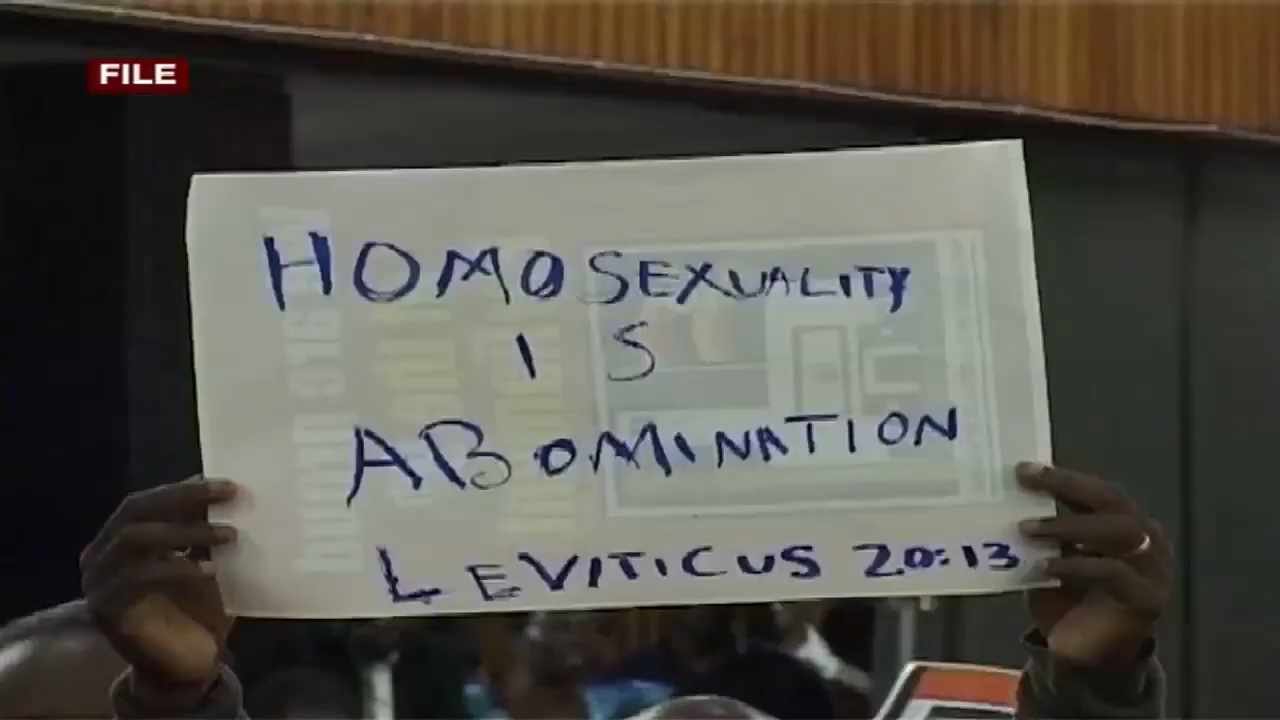 FILE
HOMOSEXUALITY
IS
ABOMINATION
LEVITICUS 20:13